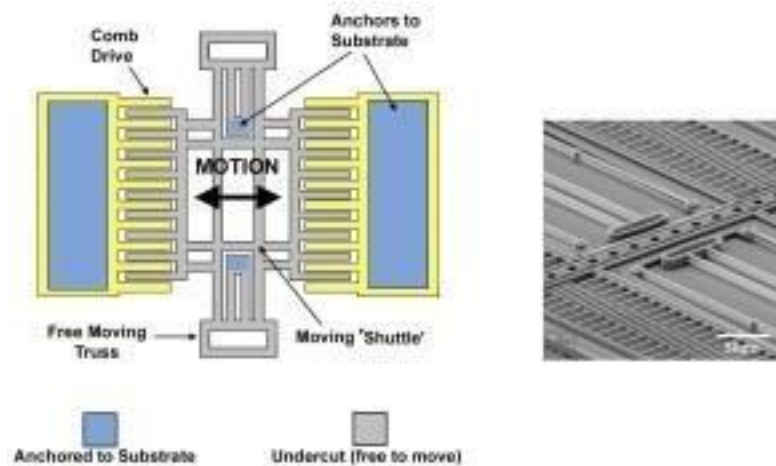 Comb
Drive
Anchors to
Substrate
MOTION
Free Moving
Truss
Moving 'Shuttle'
Anchored to Substrate
Undercut (free to move)